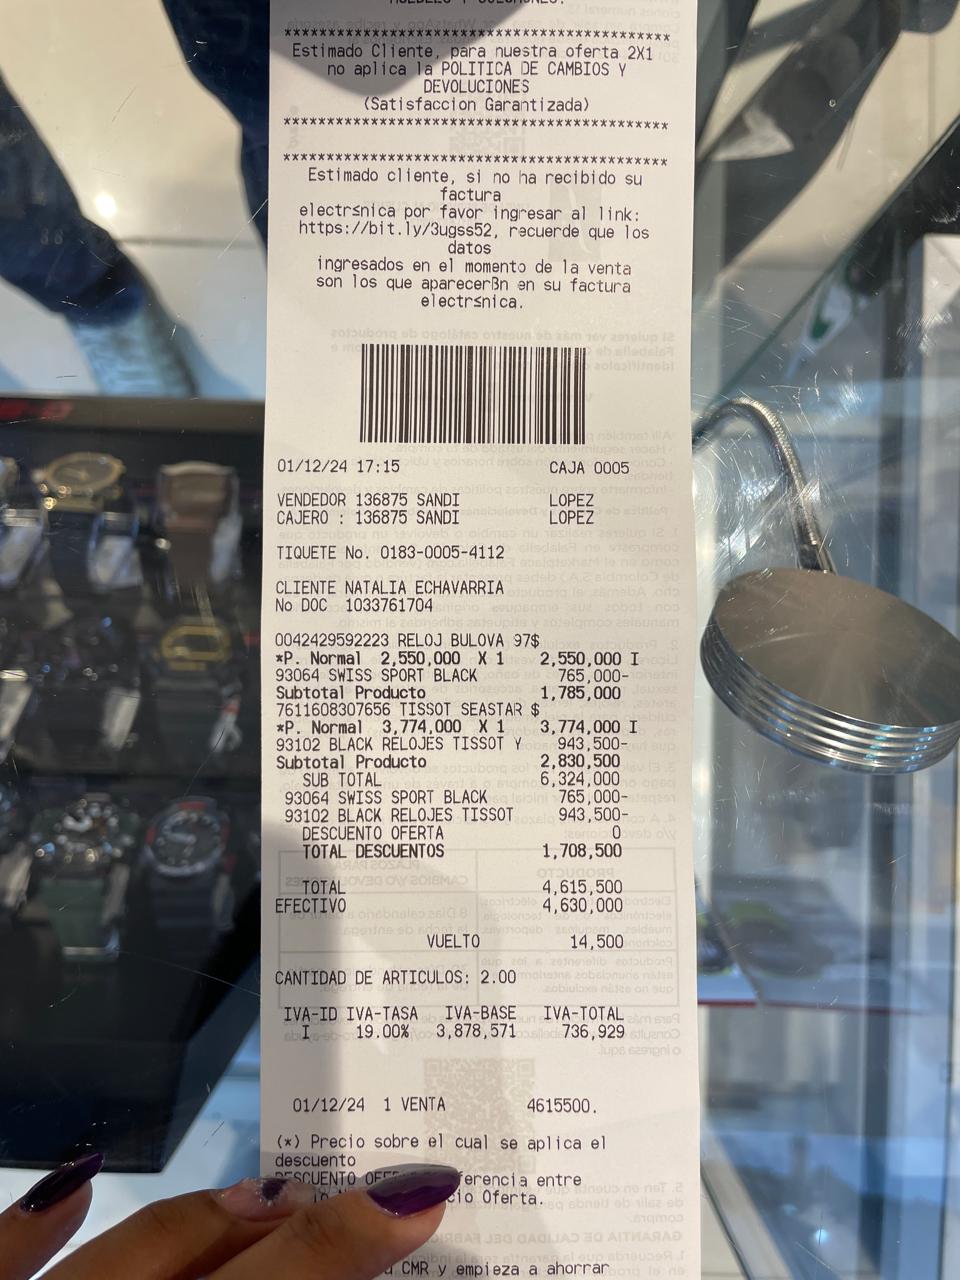 ****************************************
Estimado Cliente, para nuestra oferta 2X1
no aplica la POLITICA DE CAMBIOS Y
DEVOLUCIONES
(Satisfaccion Garantizada)
****************************************
****************************************
Estimado cliente, si no ha recibido su
factura
electr≤nica por favor ingresar al link:
https://bit.ly/3ugss52, recuerde que los
datos
ingresados en el momento de la venta
son los que aparecerßn en su factura
electr≤nica.
01/12/24 17:15 CAJA 0005
VENDEDOR 136875 SANDI LOPEZ
CAJERO : 136875 SANDI LOPEZ
TIQUETE No. 0183-0005-4112
CLIENTE NATALIA ECHAVARRIA
No DOC 1033761704
0042429592223 RELOJ BULOVA 97$
*P. Normal 2,550,000 X 1 2,550,000 I
93064 SWISS SPORT BLACK 765,000-
Subtotal Producto 1,785,000
7611608307656 TISSOT SEASTAR $
*P. Normal 3,774,000 X 1 3,774,000 I
93102 BLACK RELOJES TISSOT Y 943,500-
Subtotal Producto 2,830,500
SUB TOTAL 6,324,000
93064 SWISS SPORT BLACK 765,000-
93102 BLACK RELOJES TISSOT 943,500-
DESCUENTO OFERTA 0
TOTAL DESCUENTOS 1,708,500
TOTAL 4,615,500
EFECTIVO 4,630,000
VUELTO 14,500
CANTIDAD DE ARTICULOS: 2.00
IVA-ID IVA-TASA IVA-BASE IVA-TOTAL
I 19.00% 3,878,571 736,929
01/12/24 1 VENTA 4615500.
(*) Precio sobre el cual se aplica el
descuento
DESCUENTO entre
Oferta.
CMR y empieza a ahorrar